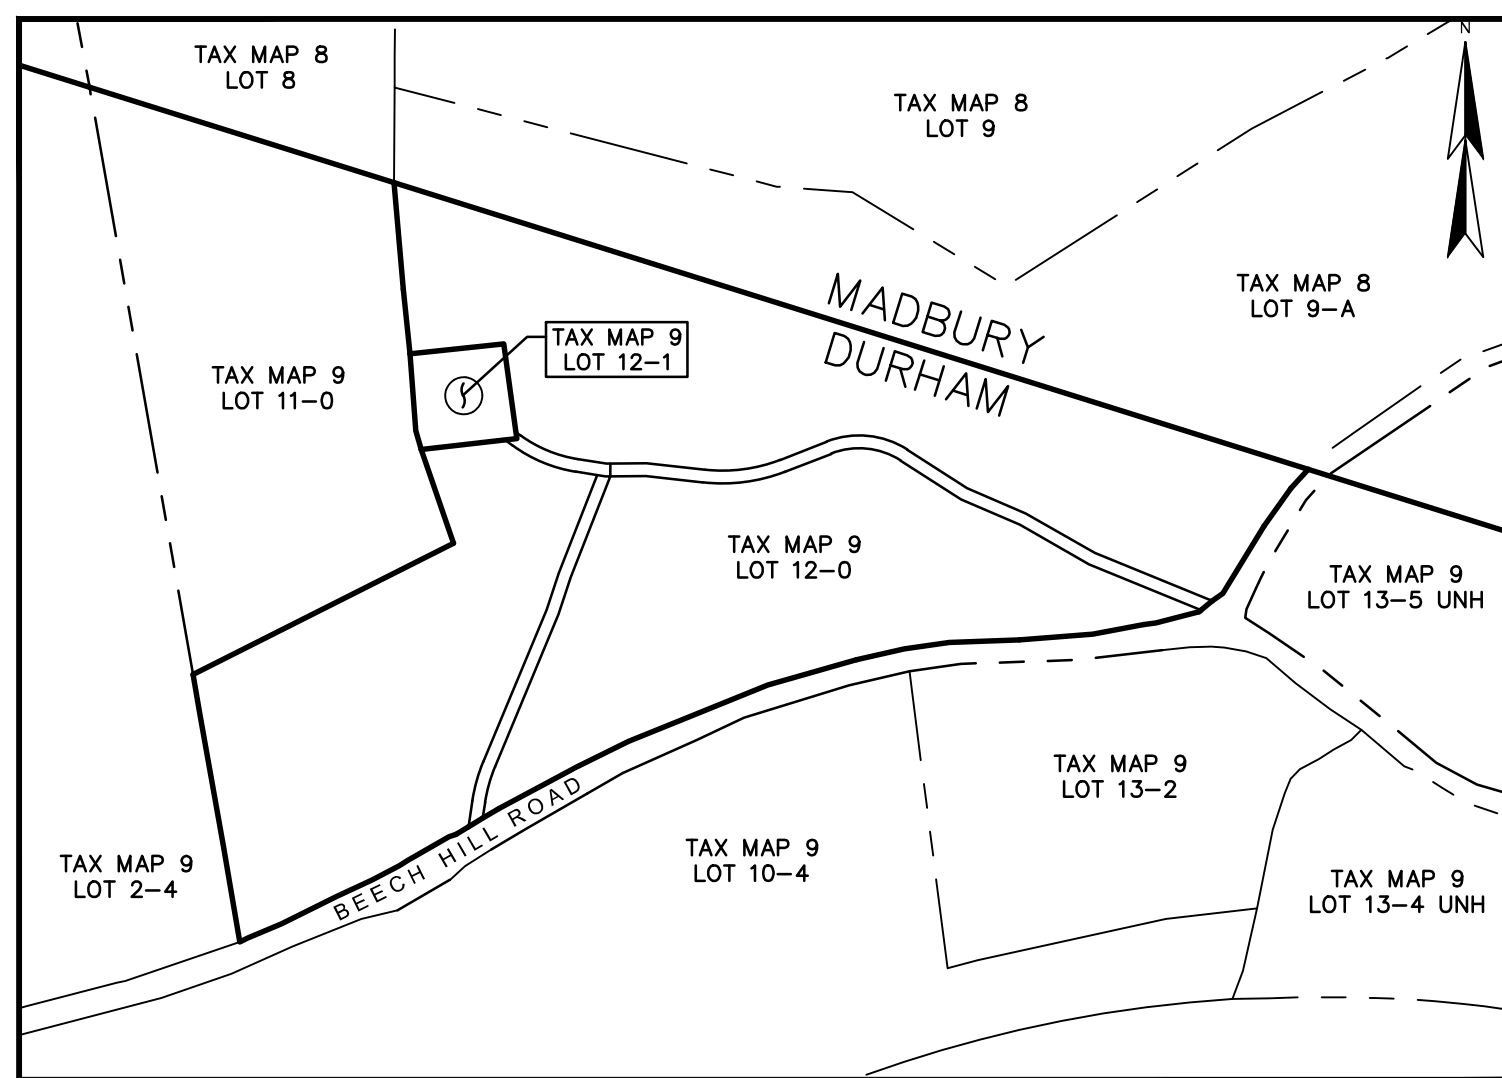 N
TAX MAP 8
LOT 8
TAX MAP 8
LOT 9
TAX MAP 8
LOT 9-A
MADBURY
DURHAM
TAX MAP 9
LOT 12-1
TAX MAP 9
LOT 11-0
TAX MAP 9
LOT 12-0
TAX MAP 9
LOT 13-5 UNH
TAX MAP 9
LOT 13-2
BEECH HILL ROAD
TAX MAP 9
LOT 2-4
TAX MAP 9
LOT 10-4
TAX MAP 9
LOT 13-4 UNH